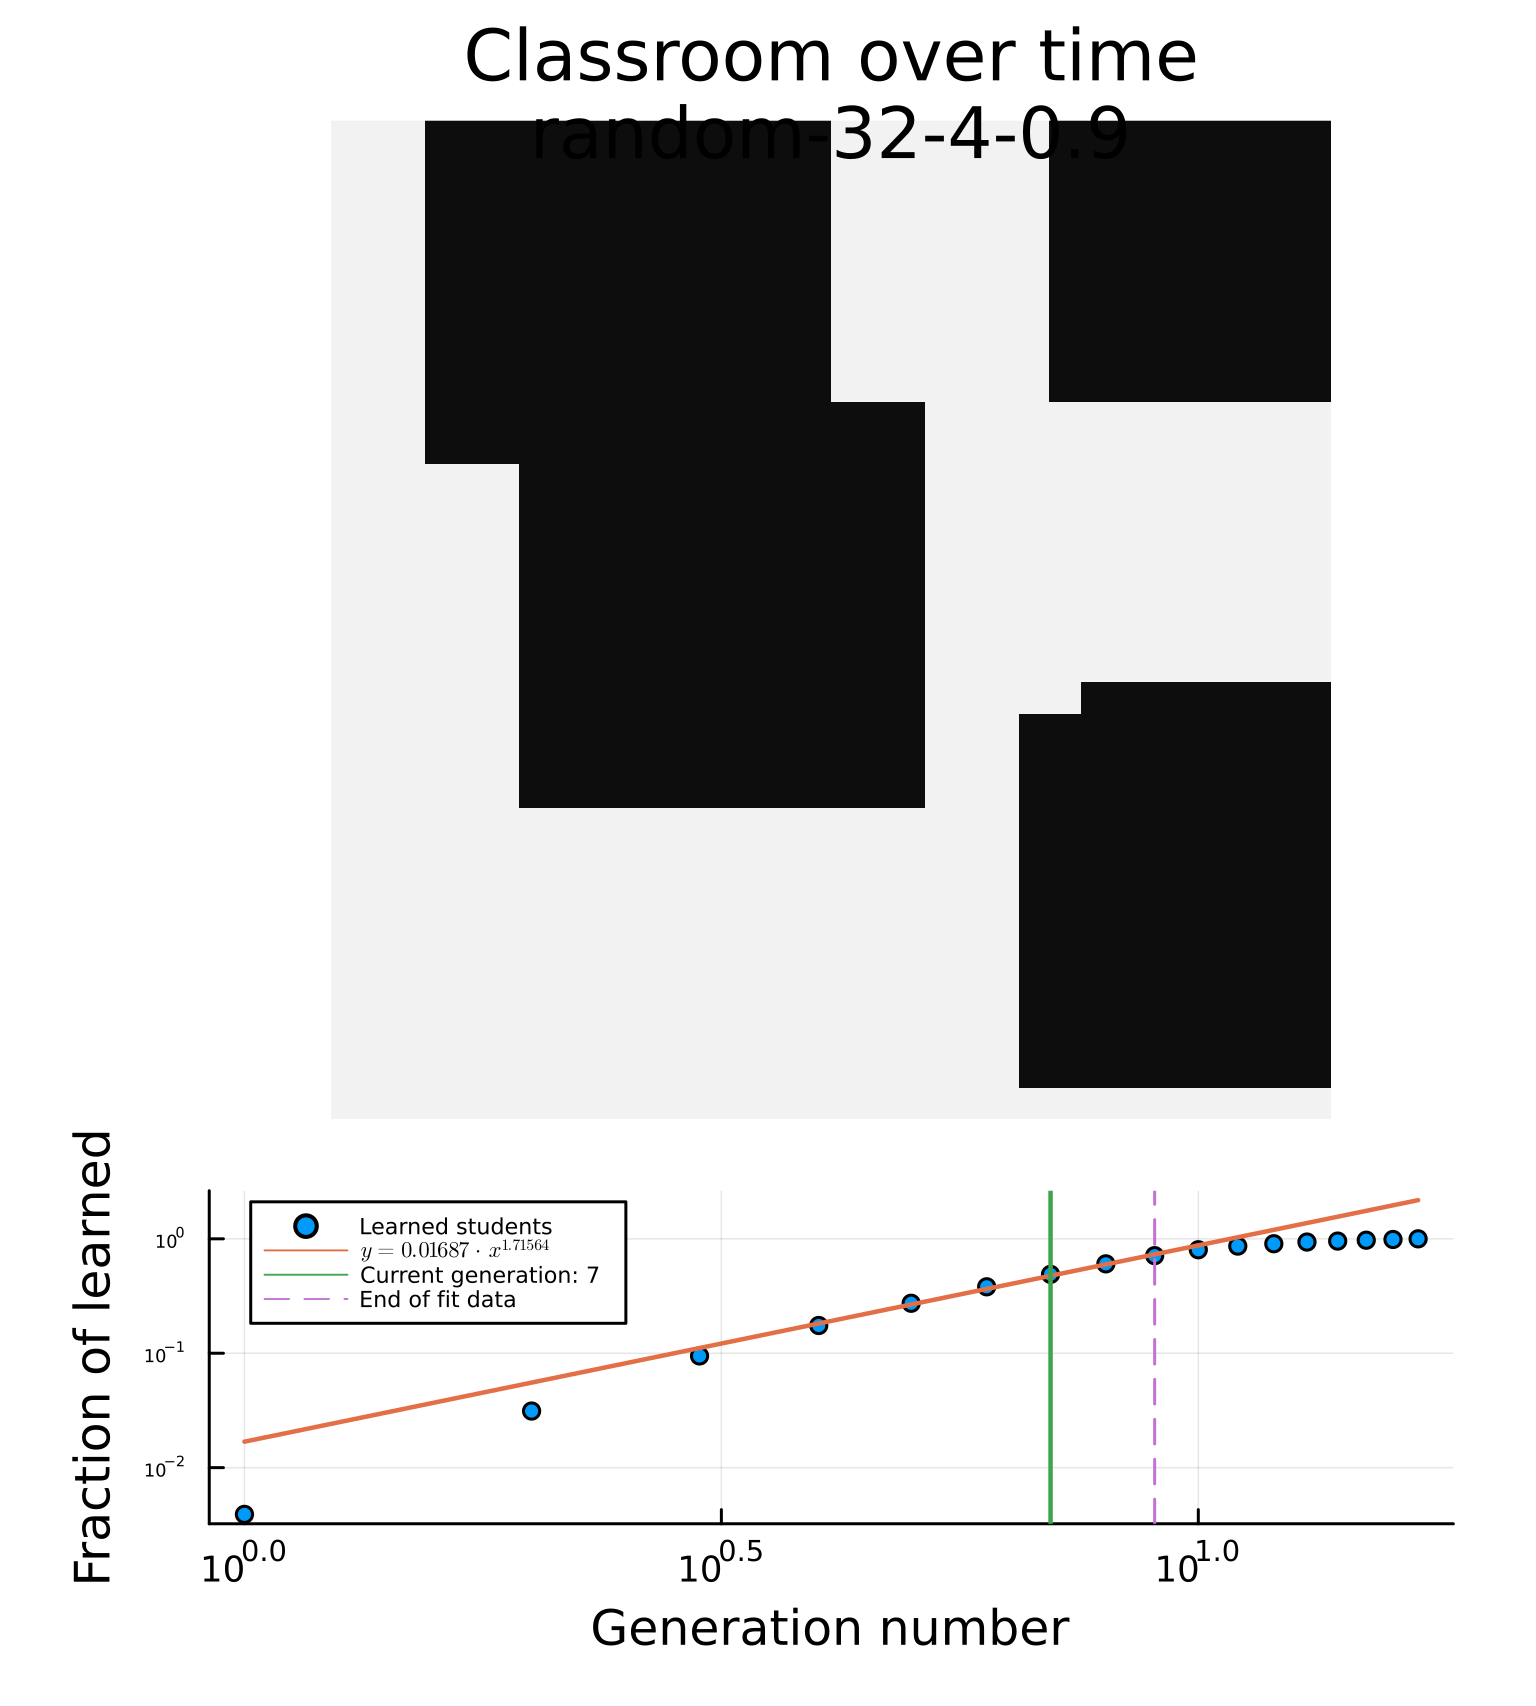 Classroom over time
random-32-4-0.9
Fraction of learned
10⁰
10⁻¹
10⁻²
Learned students
y = 0.01687 · x^1.71564
Current generation: 7
End of fit data
10^0.0
10^0.5
10^1.0
Generation number